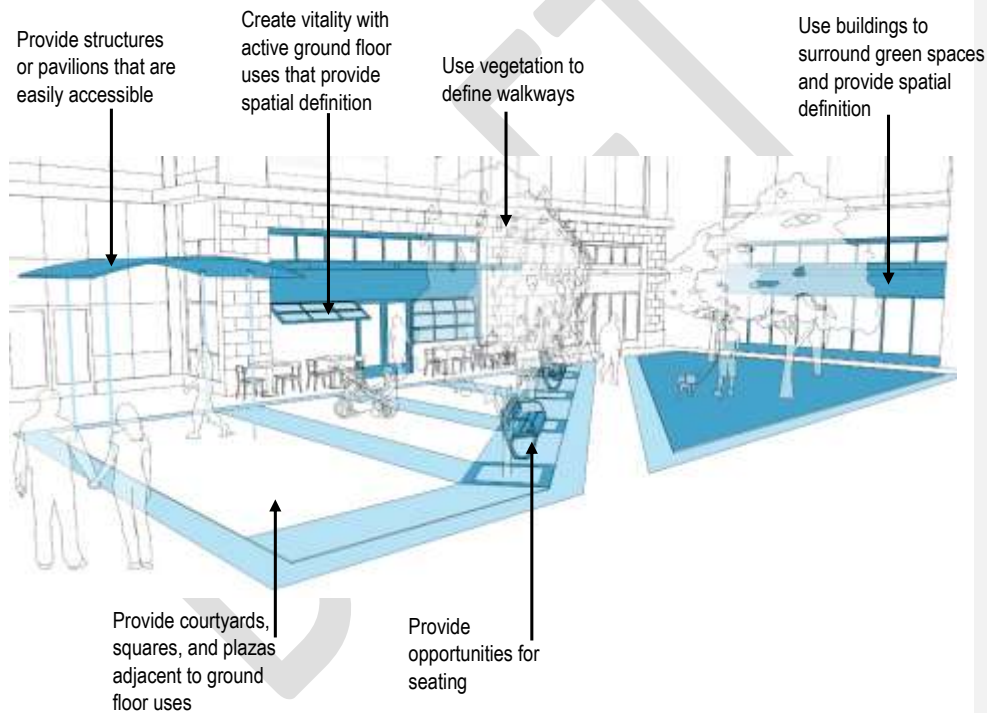 Provide structures
or pavilions that are
easily accessible
Create vitality with
active ground floor
uses that provide
spatial definition
Use vegetation to
define walkways
Use buildings to
surround green spaces
and provide spatial
definition
Provide courtyards,
squares, and plazas
adjacent to ground
floor uses
Provide
opportunities for
seating